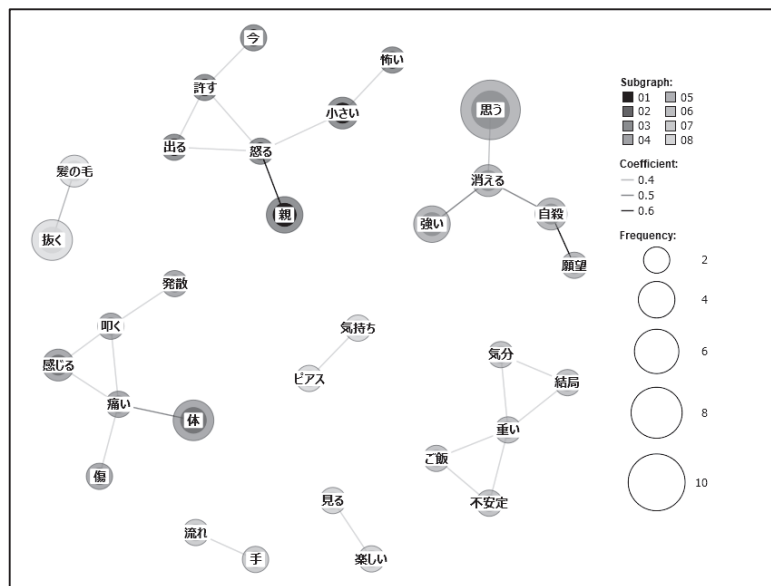 今
怖い
許す
小さい
出る
怒る
親
髪の毛
抜く
思う
消える
強い
自殺
願望
発散
叩く
感じる
痛い
体
傷
気持ち
ピアス
気分
結局
重い
ご飯
不安定
見る
楽しい
流れ
手
Subgraph:
01 05
02 06
03 07
04 08
Coefficient:
0.4
0.5
0.6
Frequency:
2
4
6
8
10